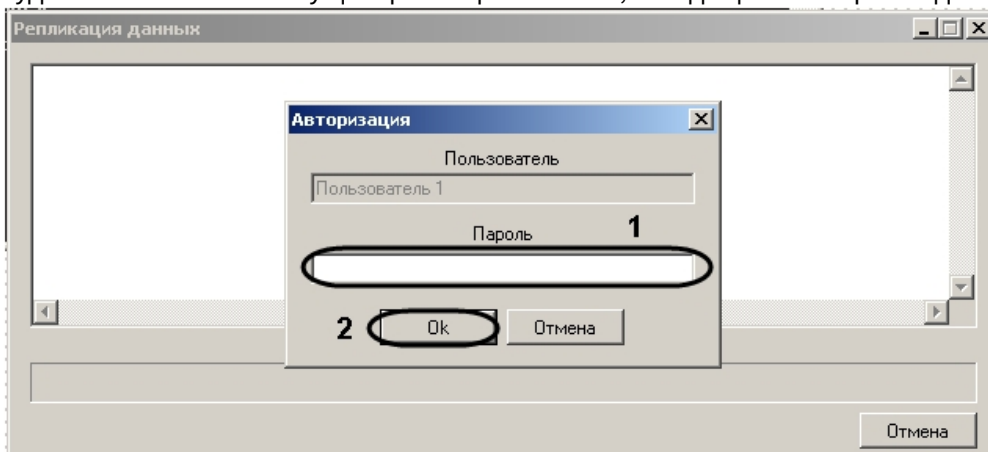 Репликация данных
Авторизация
Пользователь
Пользователь 1
Пароль
1
2
Ok
Отмена
Отмена